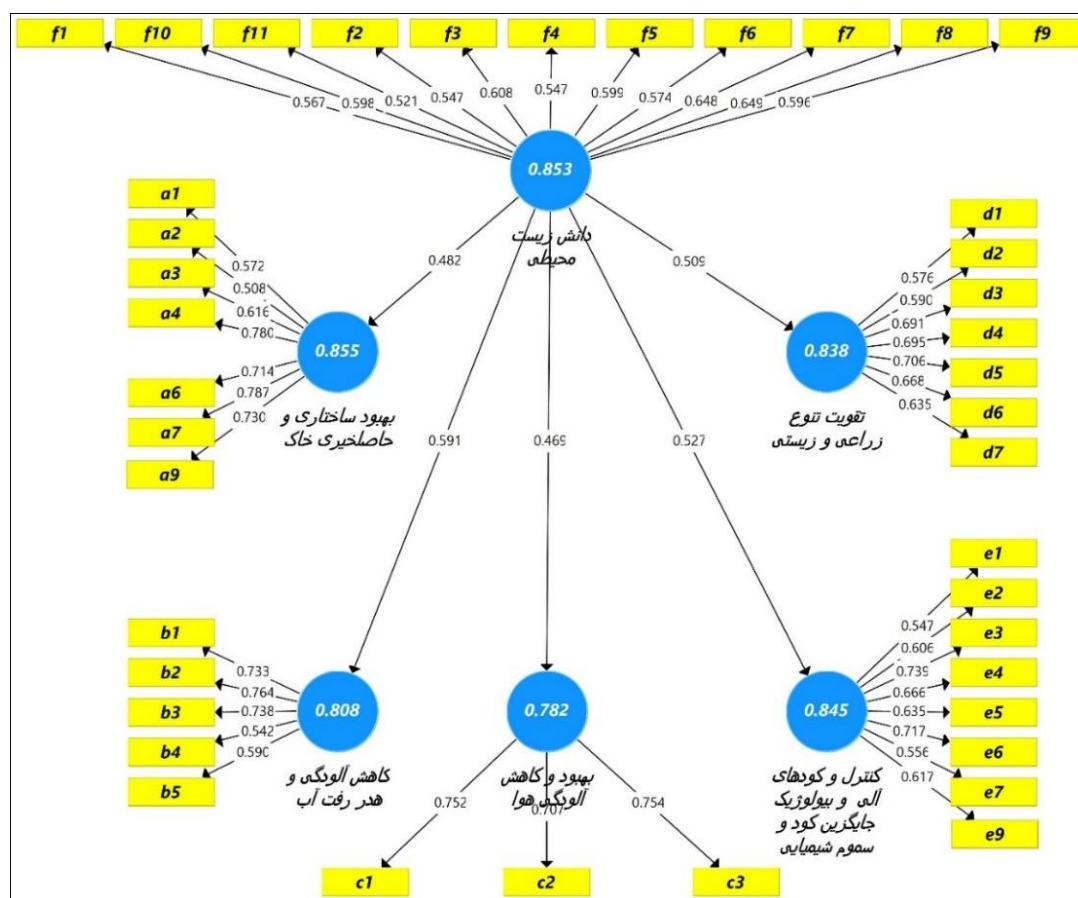 f1 f10 f11 f2 f3 f4 f5 f6 f7 f8 f9
0.567 0.598 0.521 0.547 0.608 0.547 0.599 0.574 0.648 0.649 0.596
0.853
دانش زیست
محیطی
a1
a2
a3
a4
a6
a7
a9
0.572
0.508
0.616
0.780
0.714
0.787
0.730
0.855
بهبود ساختاری و
حاصلخیری خاک
0.482
0.509
d1
d2
d3
d4
d5
d6
d7
0.576
0.590
0.691
0.695
0.706
0.668
0.635
0.838
تقویت تنوع
زراعی و زیستی
0.591
0.469
0.527
b1
b2
b3
b4
b5
0.733
0.764
0.738
0.542
0.590
0.808
کاهش آلودگی و
هدر رفت آب
0.782
بهبود و کاهش
آلودگی هوا
0.752
0.707
0.754
c1 c2 c3
e1
e2
e3
e4
e5
e6
e7
e9
0.547
0.606
0.739
0.666
0.635
0.717
0.556
0.617
0.845
کنترل و کودهای
آلی و بیولوژیک
جایگزین کود و
سموم شیمیایی